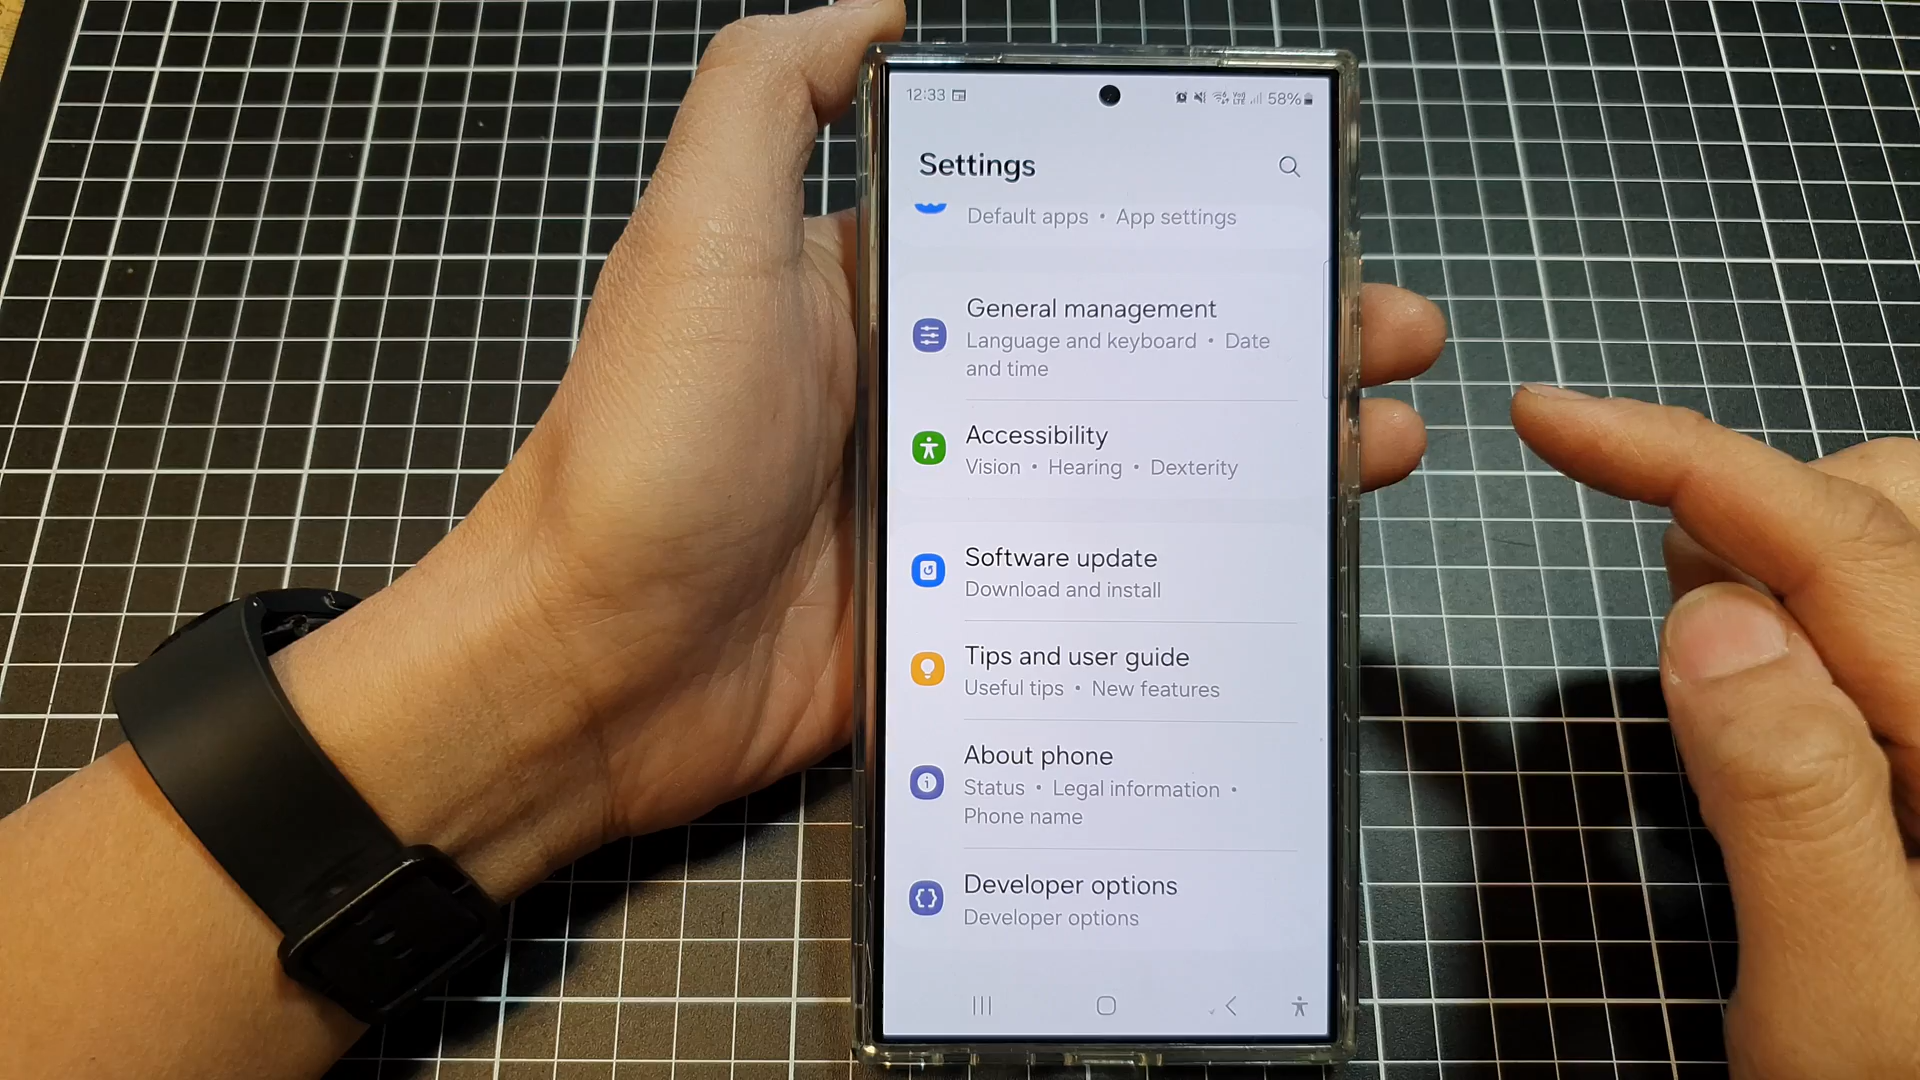 12:33 58%
Settings
Default apps • App settings
General management
Language and keyboard • Date
and time
Accessibility
Vision • Hearing • Dexterity
Software update
Download and install
Tips and user guide
Useful tips • New features
About phone
Status • Legal information •
Phone name
Developer options
Developer options